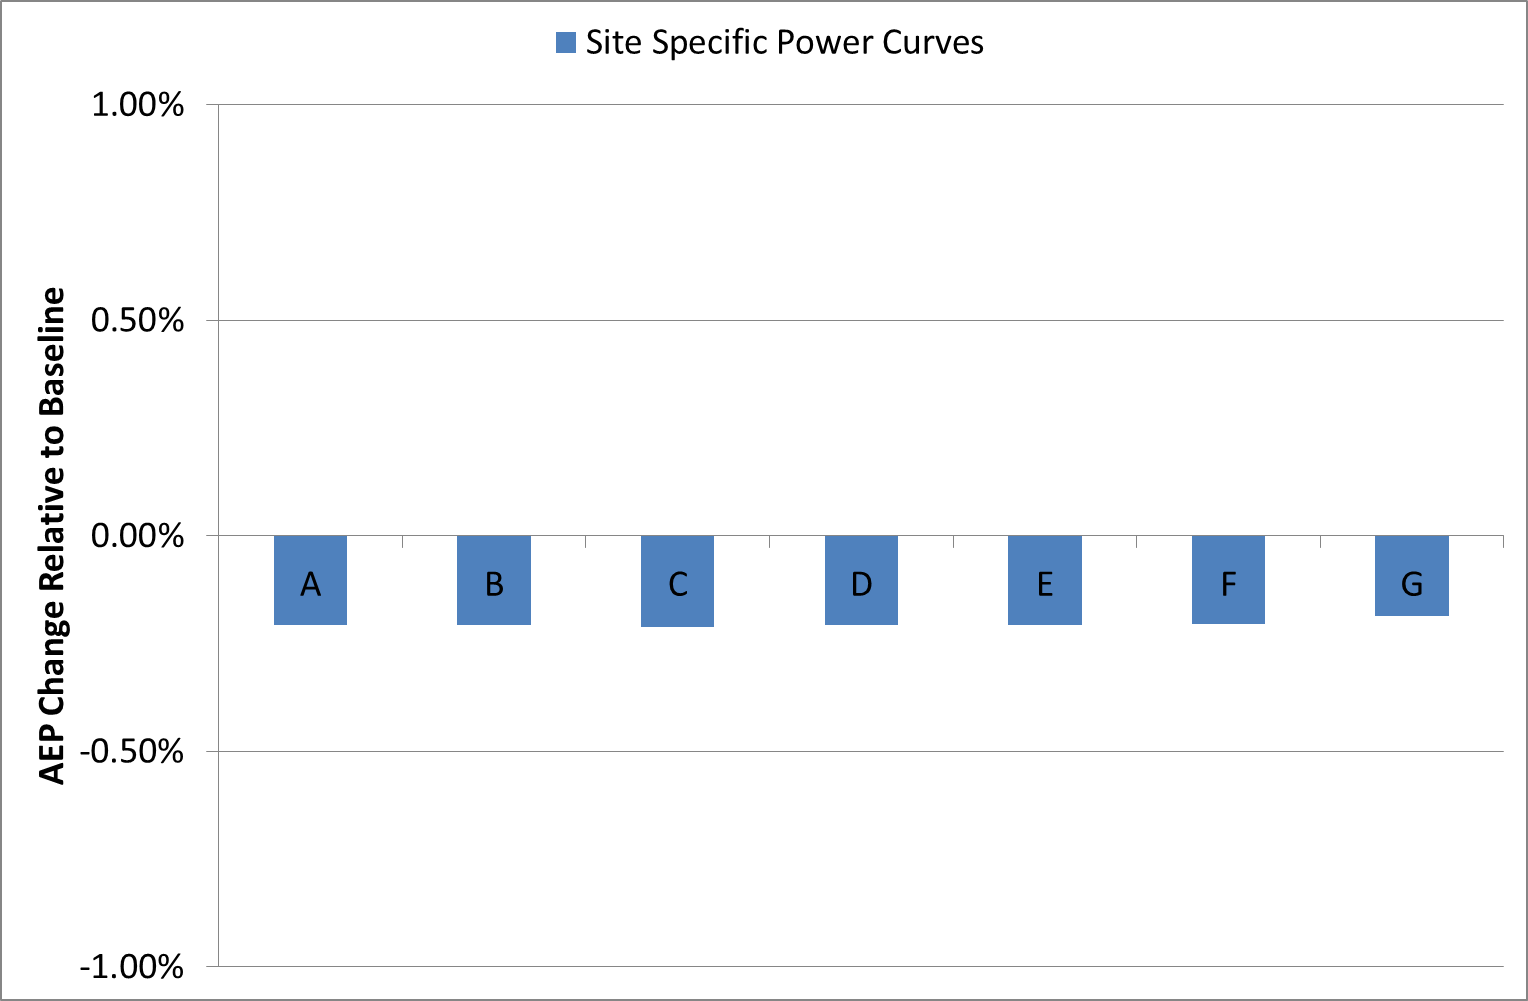 Site Specific Power Curves
1.00%
0.50%
0.00%
-0.50%
-1.00%
AEP Change Relative to Baseline
A
B
C
D
E
F
G